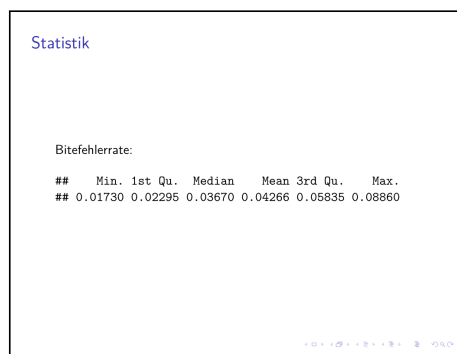 Statistik
Bitefehlerrate:
## Min. 1st Qu. Median Mean 3rd Qu. Max.
## 0.01730 0.02295 0.03670 0.04266 0.05835 0.08860